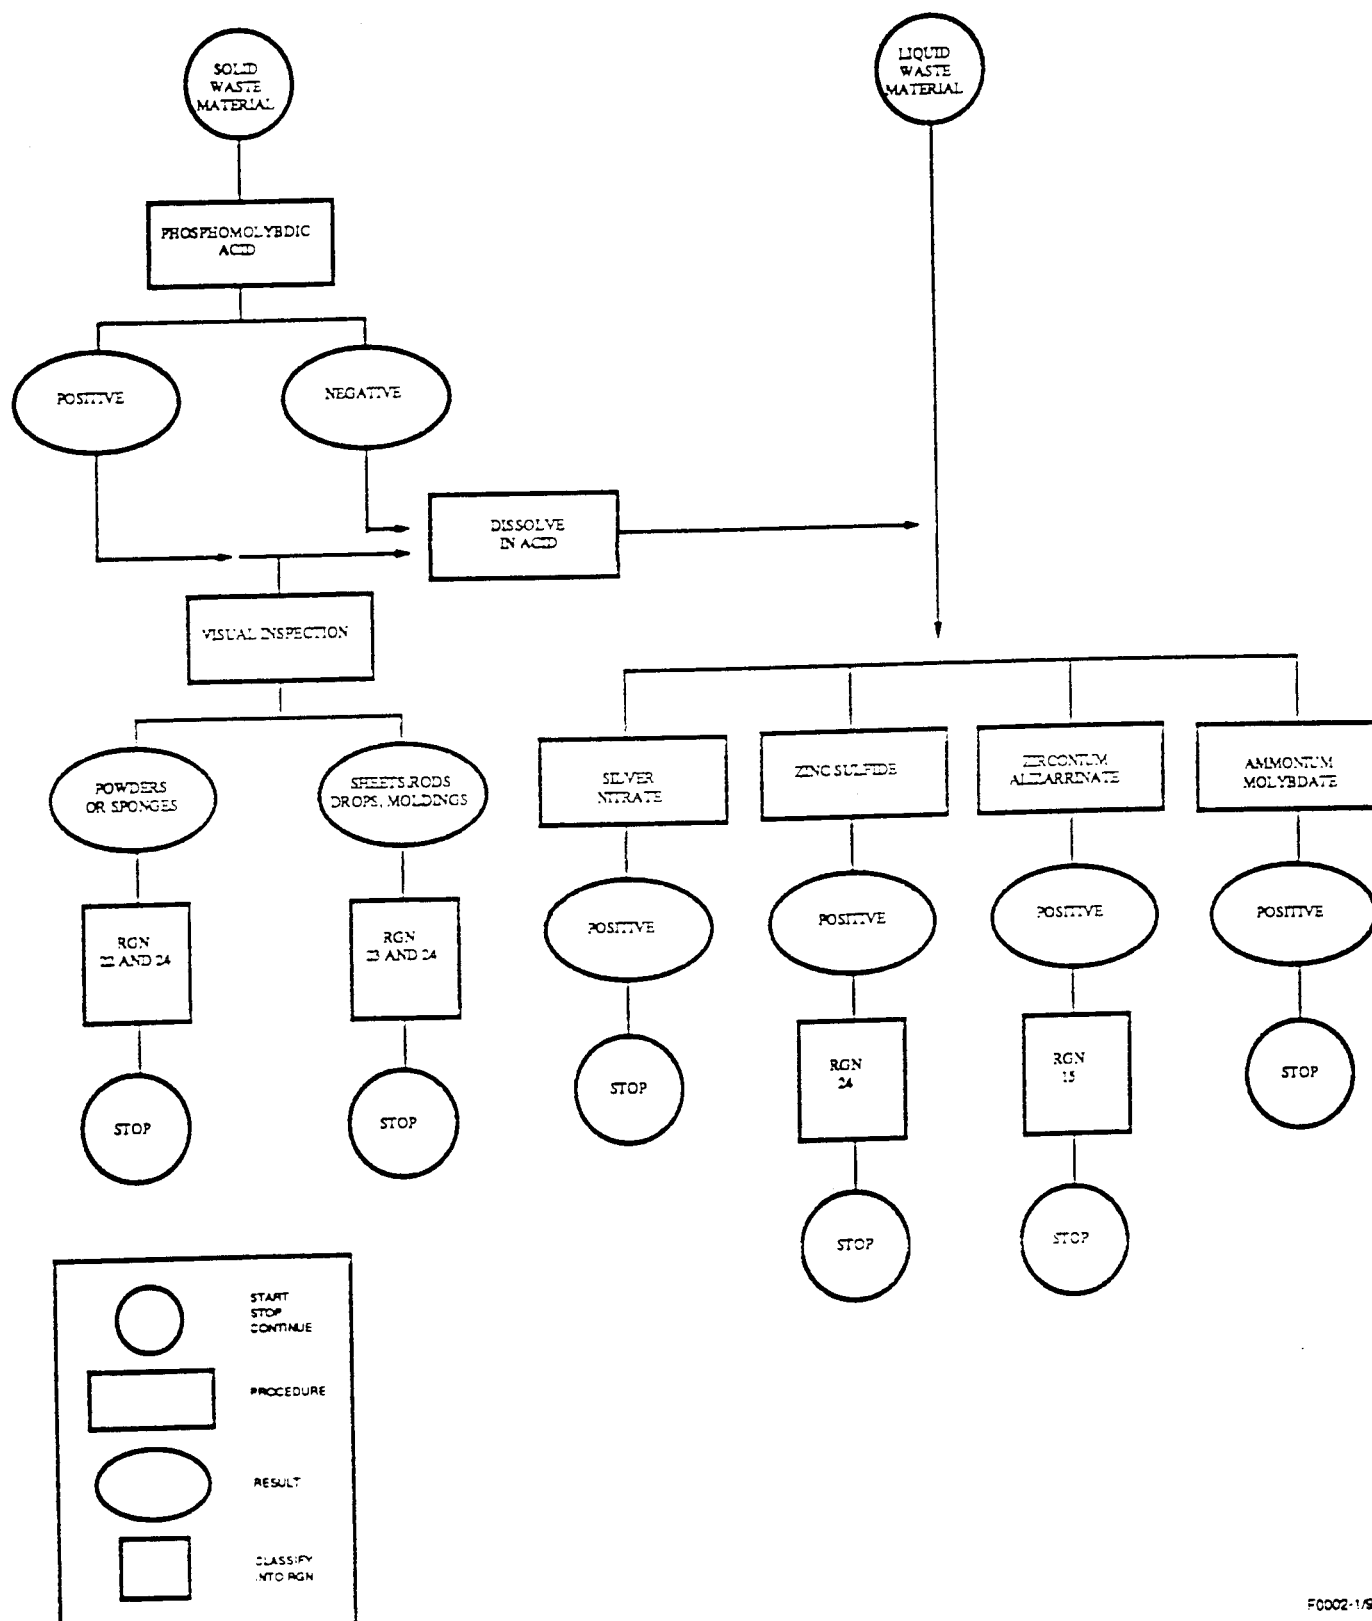 SOLID
WASTE
MATERIAL
LIQUID
WASTE
MATERIAL
PHOSPHOMOLYBDIC
ACID
POSITIVE
NEGATIVE
DISSOLVE
IN ACID
VISUAL INSPECTION
POWDERS
OR SPONGES
SHEETS,RODS
DROPS, MOLDINGS
SILVER
NITRATE
ZINC SULFIDE
ZIRCONIUM
ALIZARRINATE
AMMONIUM
MOLYBDATE
POSITIVE
POSITIVE
POSITIVE
POSITIVE
RGN
22 AND 24
RGN
23 AND 24
RGN
24
RGN
15
STOP
STOP
STOP
STOP
STOP
STOP
START
STOP
CONTINUE
PROCEDURE
RESULT
CLASSIFY
INTO RGN